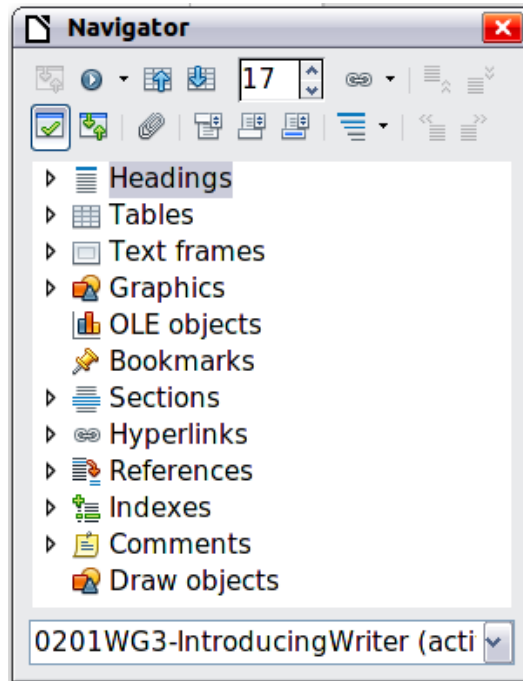 Navigator
17
Headings
Tables
Text frames
Graphics
OLE objects
Bookmarks
Sections
Hyperlinks
References
Indexes
Comments
Draw objects
0201WG3-IntroducingWriter (acti